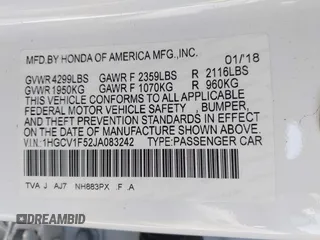 MFD.BY HONDA OF AMERICA MFG.,INC. 01/18
GVWR 4299LBS GAWR F 2359LBS R 2116LBS
GVWR 1950KG GAWR F 1070KG R 960KG
THIS VEHICLE CONFORMS TO ALL APPLICABLE
FEDERAL MOTOR VEHICLE SAFETY, BUMPER,
AND THEFT PREVENTION STANDARDS IN EFFECT
ON THE DATE OF MANUFACTURE SHOWN ABOVE.
V.I.N:1HGCV1F52JA083242 TYPE:PASSENGER CAR
TVA J AJ7 NH883PX .F .A
AutoBidMaster